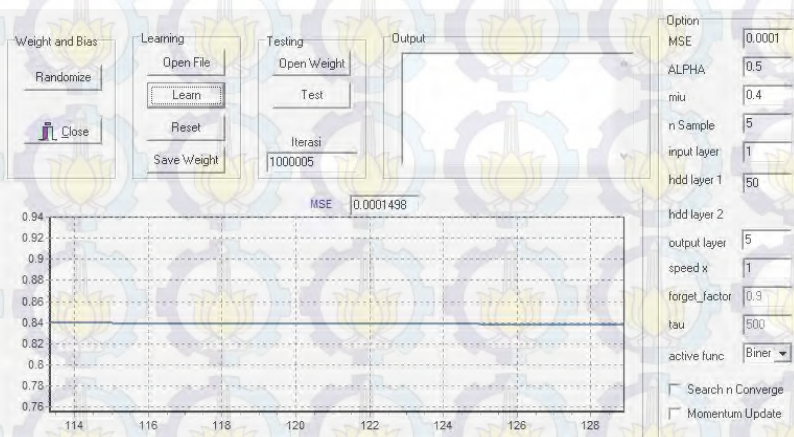 Weight and Bias
Randomize
Close
Learning
Open File
Learn
Reset
Save Weight
Testing
Open Weight
Test
Iterasi
1000005
Output
Option
MSE 0.0001
ALPHA 0.5
miu 0.4
n Sample 5
input layer 1
hdd layer 1 50
hdd layer 2
output layer 5
speed x 1
forget_factor 0.9
tau 500
active func Biner
Search n Converge
Momentum Update
MSE 0.0001498
0.94
0.92
0.9
0.88
0.86
0.84
0.82
0.8
0.78
0.76
114 116 118 120 122 124 126 128